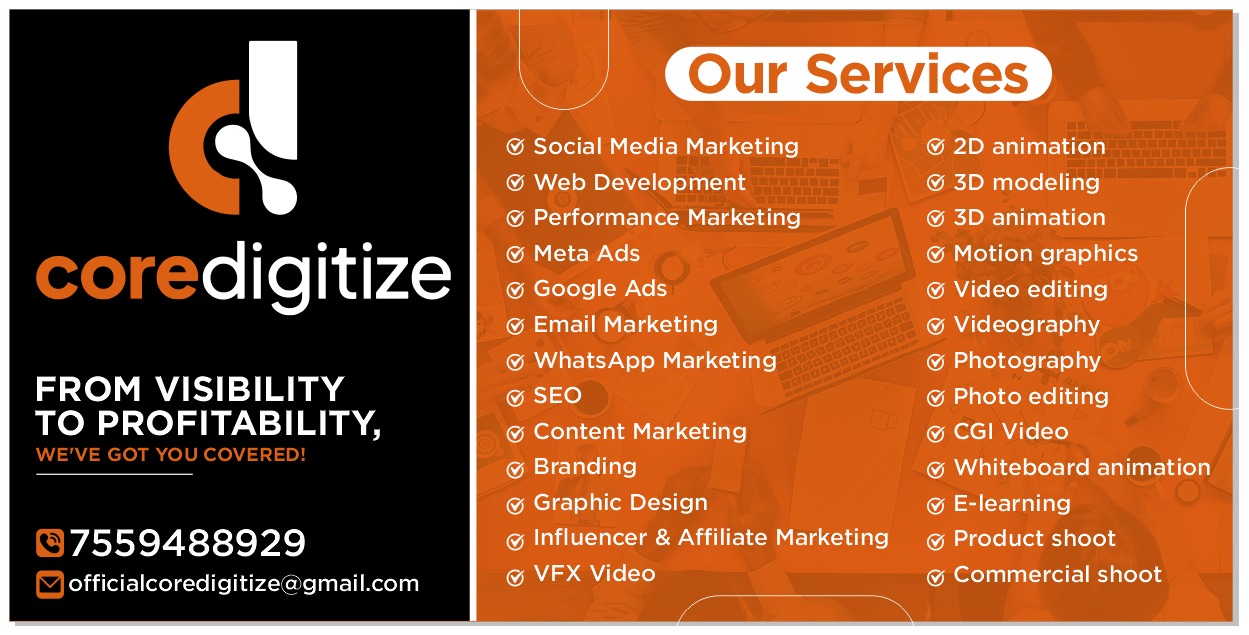 coredigitize
FROM VISIBILITY
TO PROFITABILITY,
WE'VE GOT YOU COVERED!
7559488929
officialcoredigitize@gmail.com
Our Services
Social Media Marketing
Web Development
Performance Marketing
Meta Ads
Google Ads
Email Marketing
WhatsApp Marketing
SEO
Content Marketing
Branding
Graphic Design
Influencer & Affiliate Marketing
VFX Video
2D animation
3D modeling
3D animation
Motion graphics
Video editing
Videography
Photography
Photo editing
CGI Video
Whiteboard animation
E-learning
Product shoot
Commercial shoot